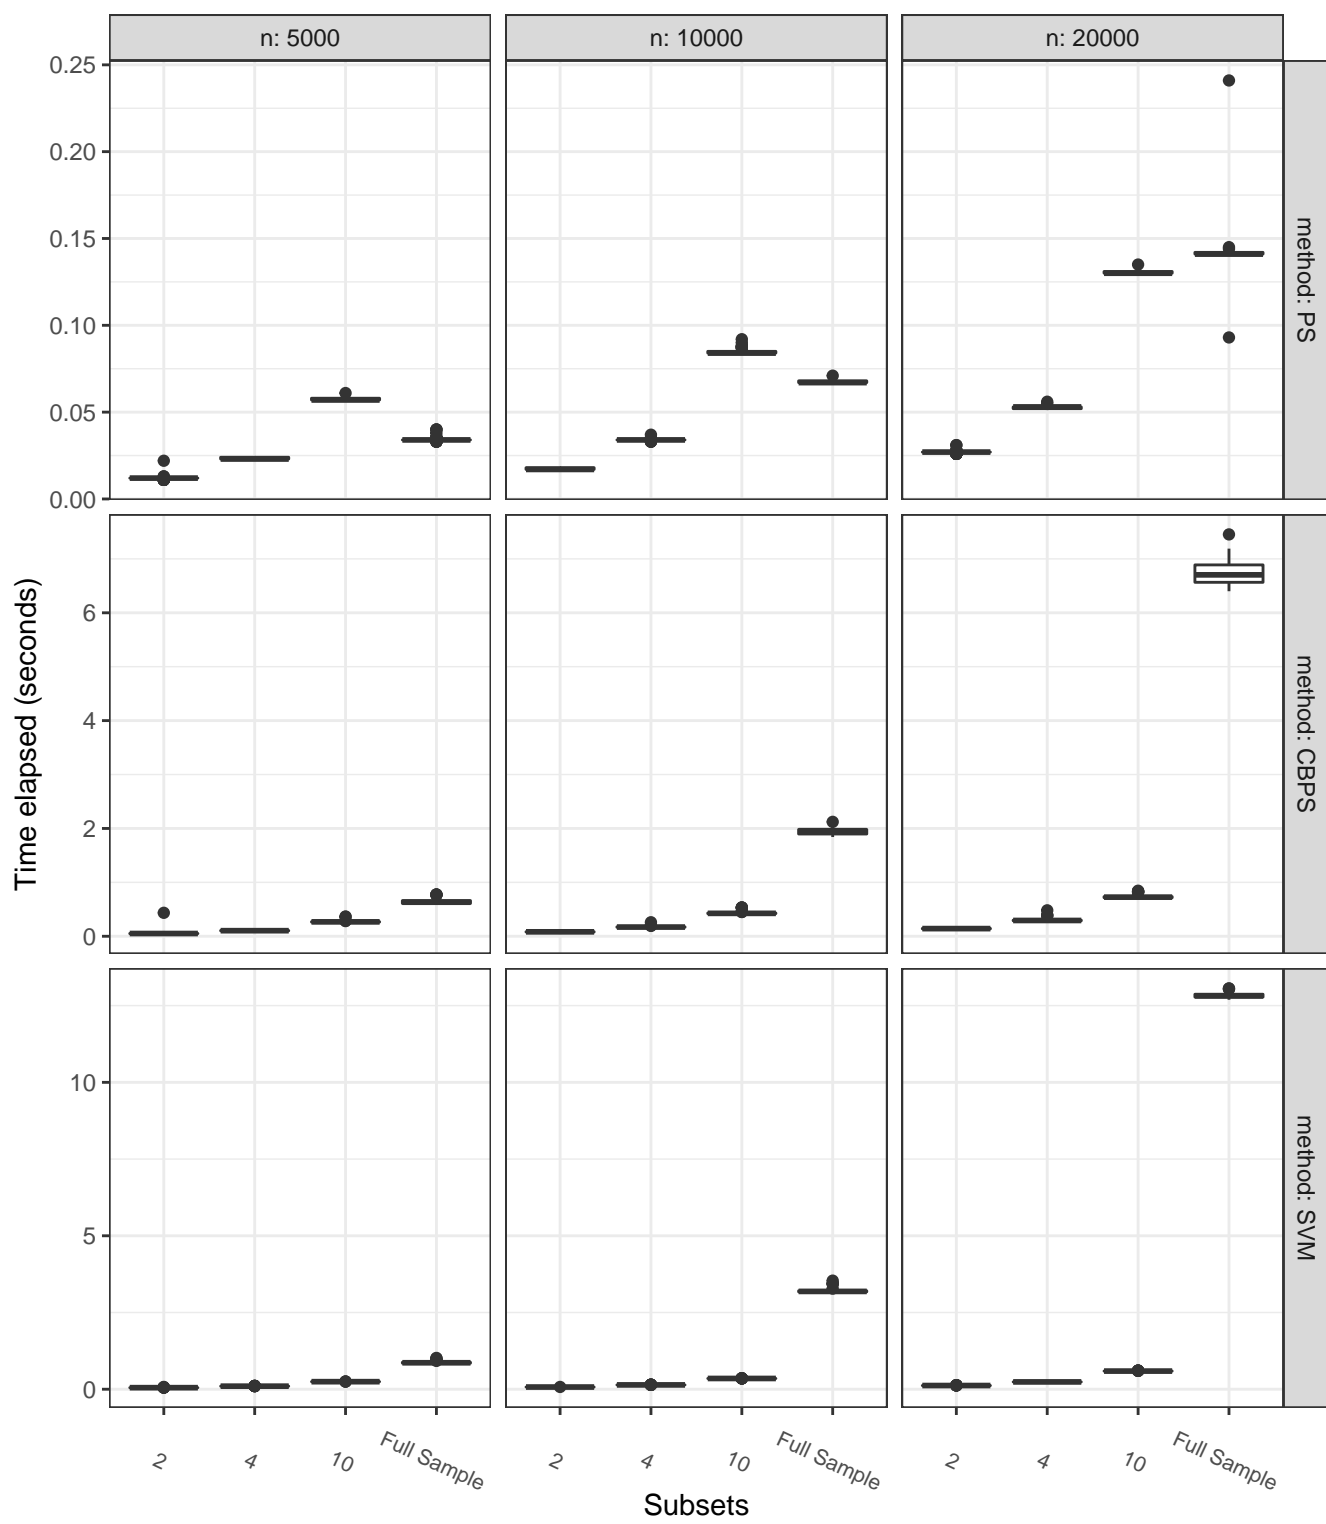 n: 5000
n: 10000
n: 20000
0.25
0.20
0.15
0.10
0.05
0.00
method: PS
6
4
2
0
method: CBPS
10
5
0
method: SVM
Time elapsed (seconds)
2
4
10
Full Sample
2
4
10
Full Sample
2
4
10
Full Sample
Subsets